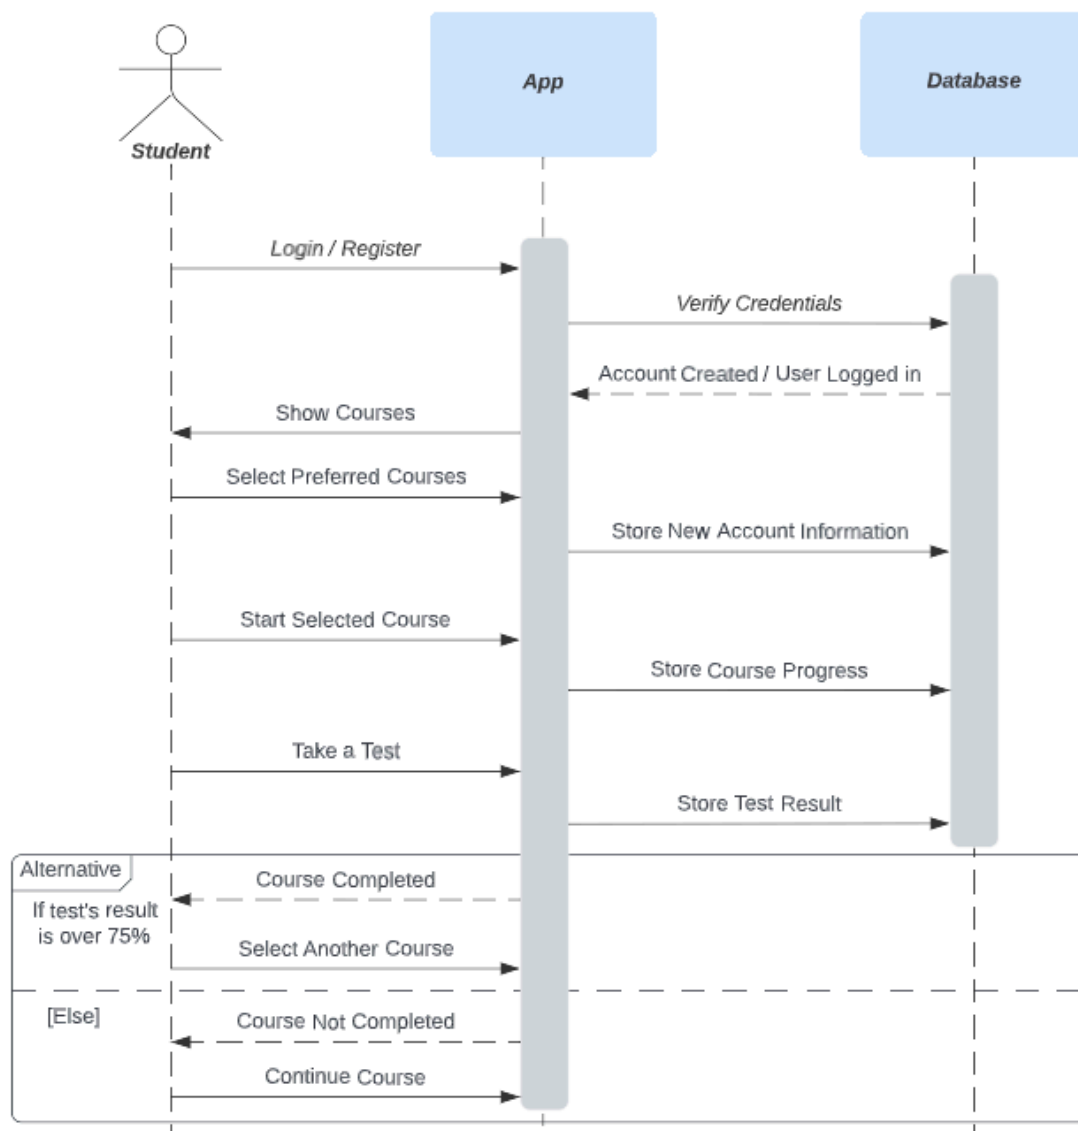 App
Database
Student
Login / Register
Verify Credentials
Account Created / User Logged in
Show Courses
Select Preferred Courses
Store New Account Information
Start Selected Course
Store Course Progress
Take a Test
Store Test Result
Alternative
Course Completed
If test's result
is over 75%
Select Another Course
[Else]
Course Not Completed
Continue Course